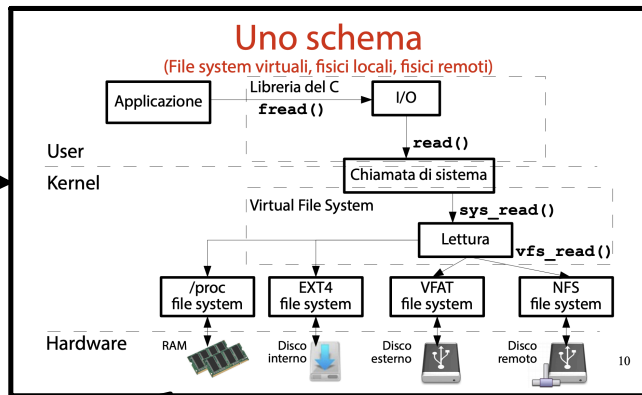 Uno schema
(File system virtuali, fisici locali, fisici remoti)
Libreria del C
Applicazione
fread()
I/O
read()
User
Kernel
Chiamata di sistema
Virtual File System
sys_read()
Lettura
vfs_read()
/proc
file system
EXT4
file system
VFAT
file system
NFS
file system
Hardware
RAM
Disco
interno
Disco
esterno
Disco
remoto
10